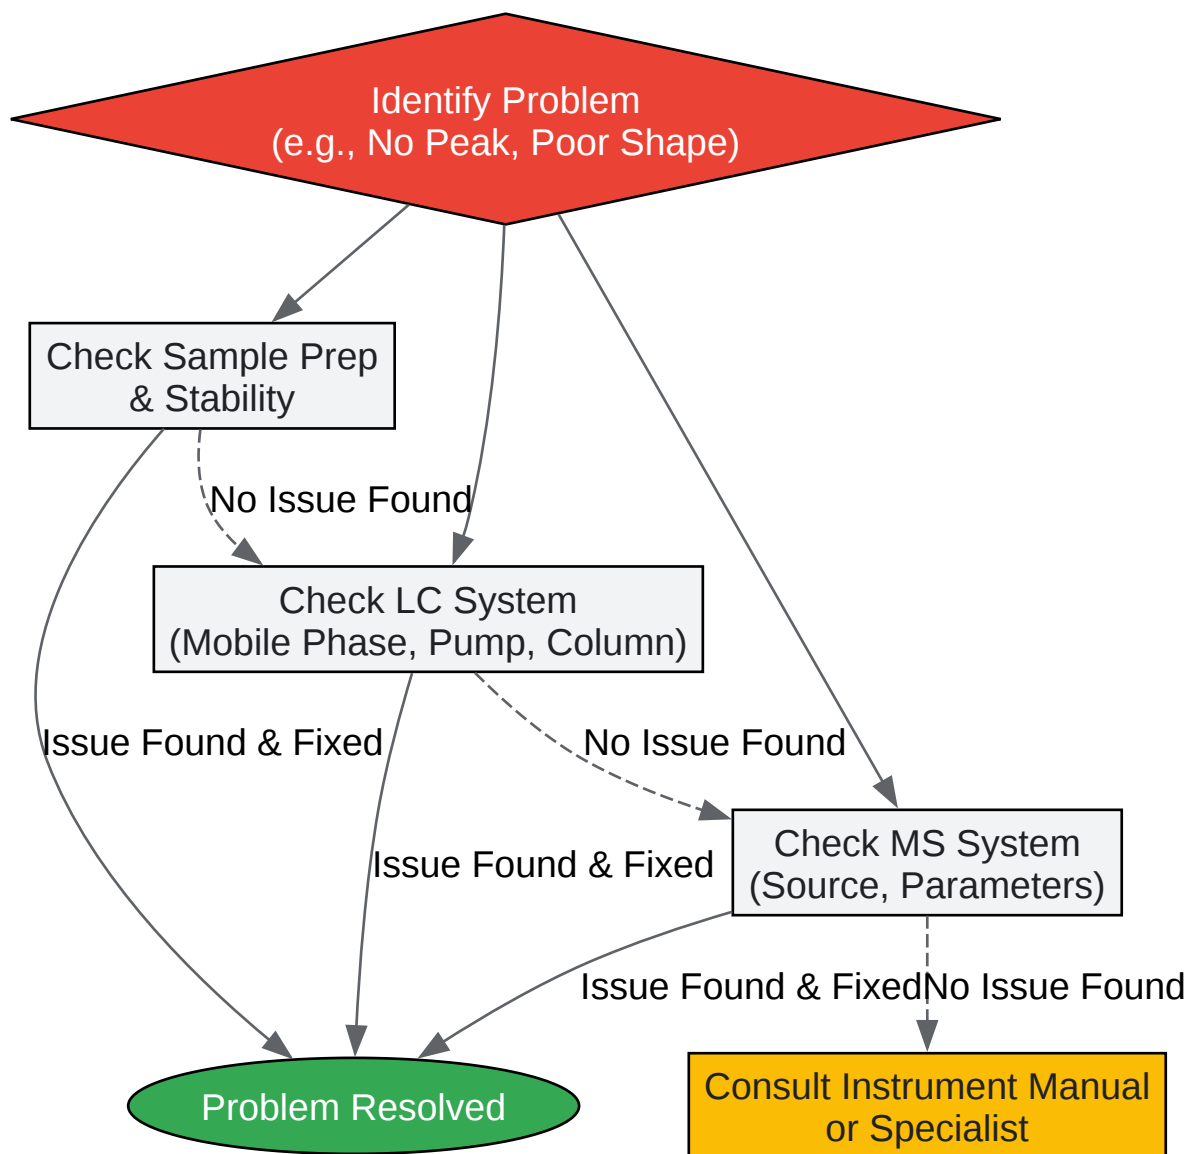 Identify Problem
(e.g., No Peak, Poor Shape)
Check Sample Prep
& Stability
No Issue Found
Check LC System
(Mobile Phase, Pump, Column)
Issue Found & Fixed
No Issue Found
Check MS System
(Source, Parameters)
Issue Found & Fixed
Issue Found & Fixed
No Issue Found
Problem Resolved
Consult Instrument Manual
or Specialist